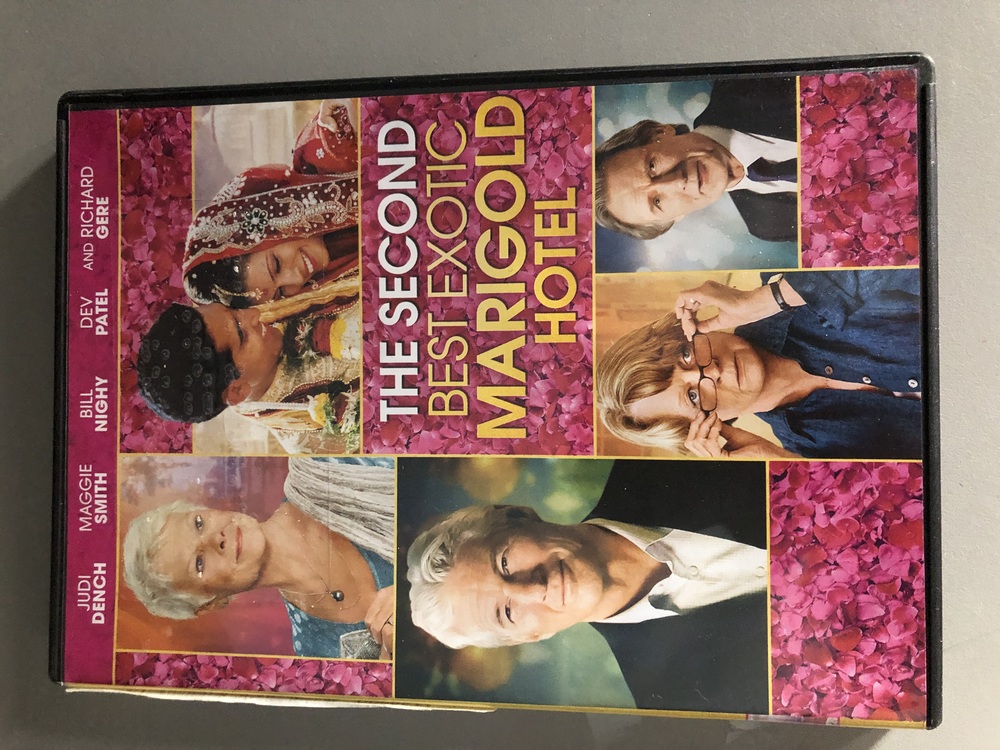 JUDI MAGGIE BILL DEV AND RICHARD
DENCH SMITH NIGHY PATEL GERE
THE SECOND
BEST EXOTIC
MARIGOLD
HOTEL